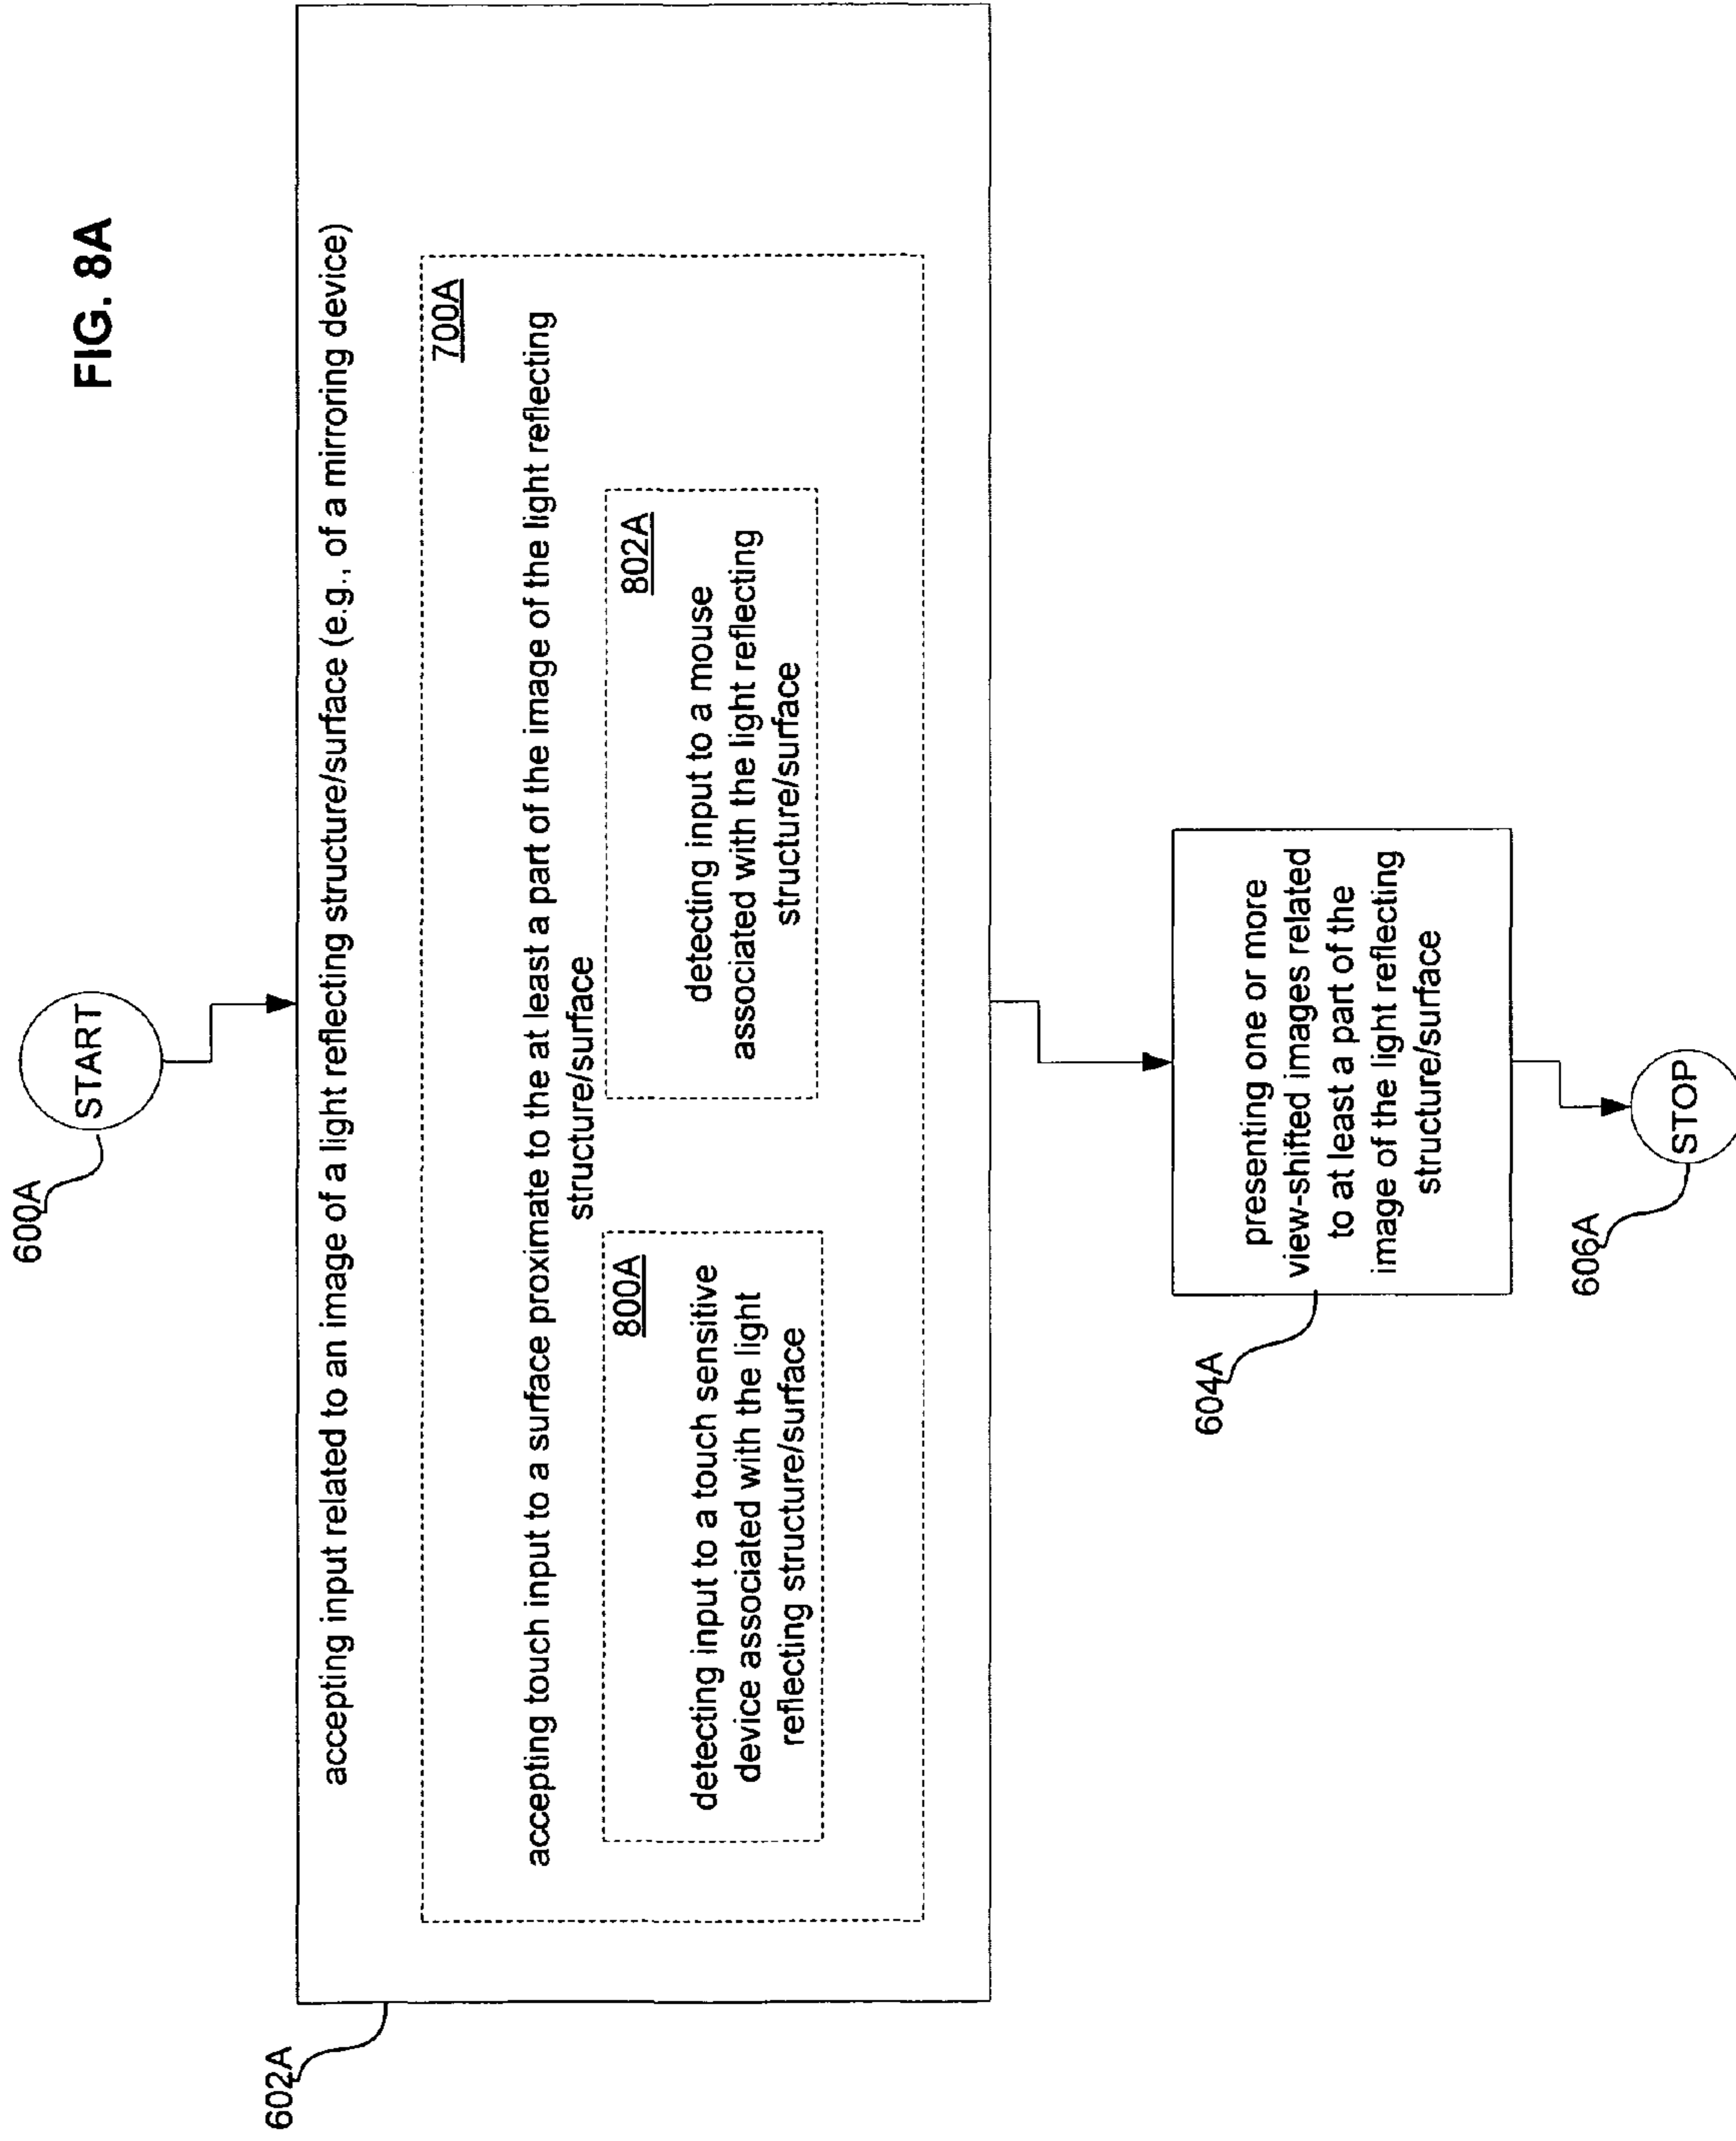 FIG. 8A
600A
START
602A
accepting input related to an image of a light reflecting structure/surface (e.g., of a mirroring device)
700A
accepting touch input to a surface proximate to the at least a part of the image of the light reflecting
structure/surface
800A
detecting input to a touch sensitive
device associated with the light
reflecting structure/surface
802A
detecting input to a mouse
associated with the light reflecting
structure/surface
604A
presenting one or more
view-shifted images related
to at least a part of the
image of the light reflecting
structure/surface
606A
STOP